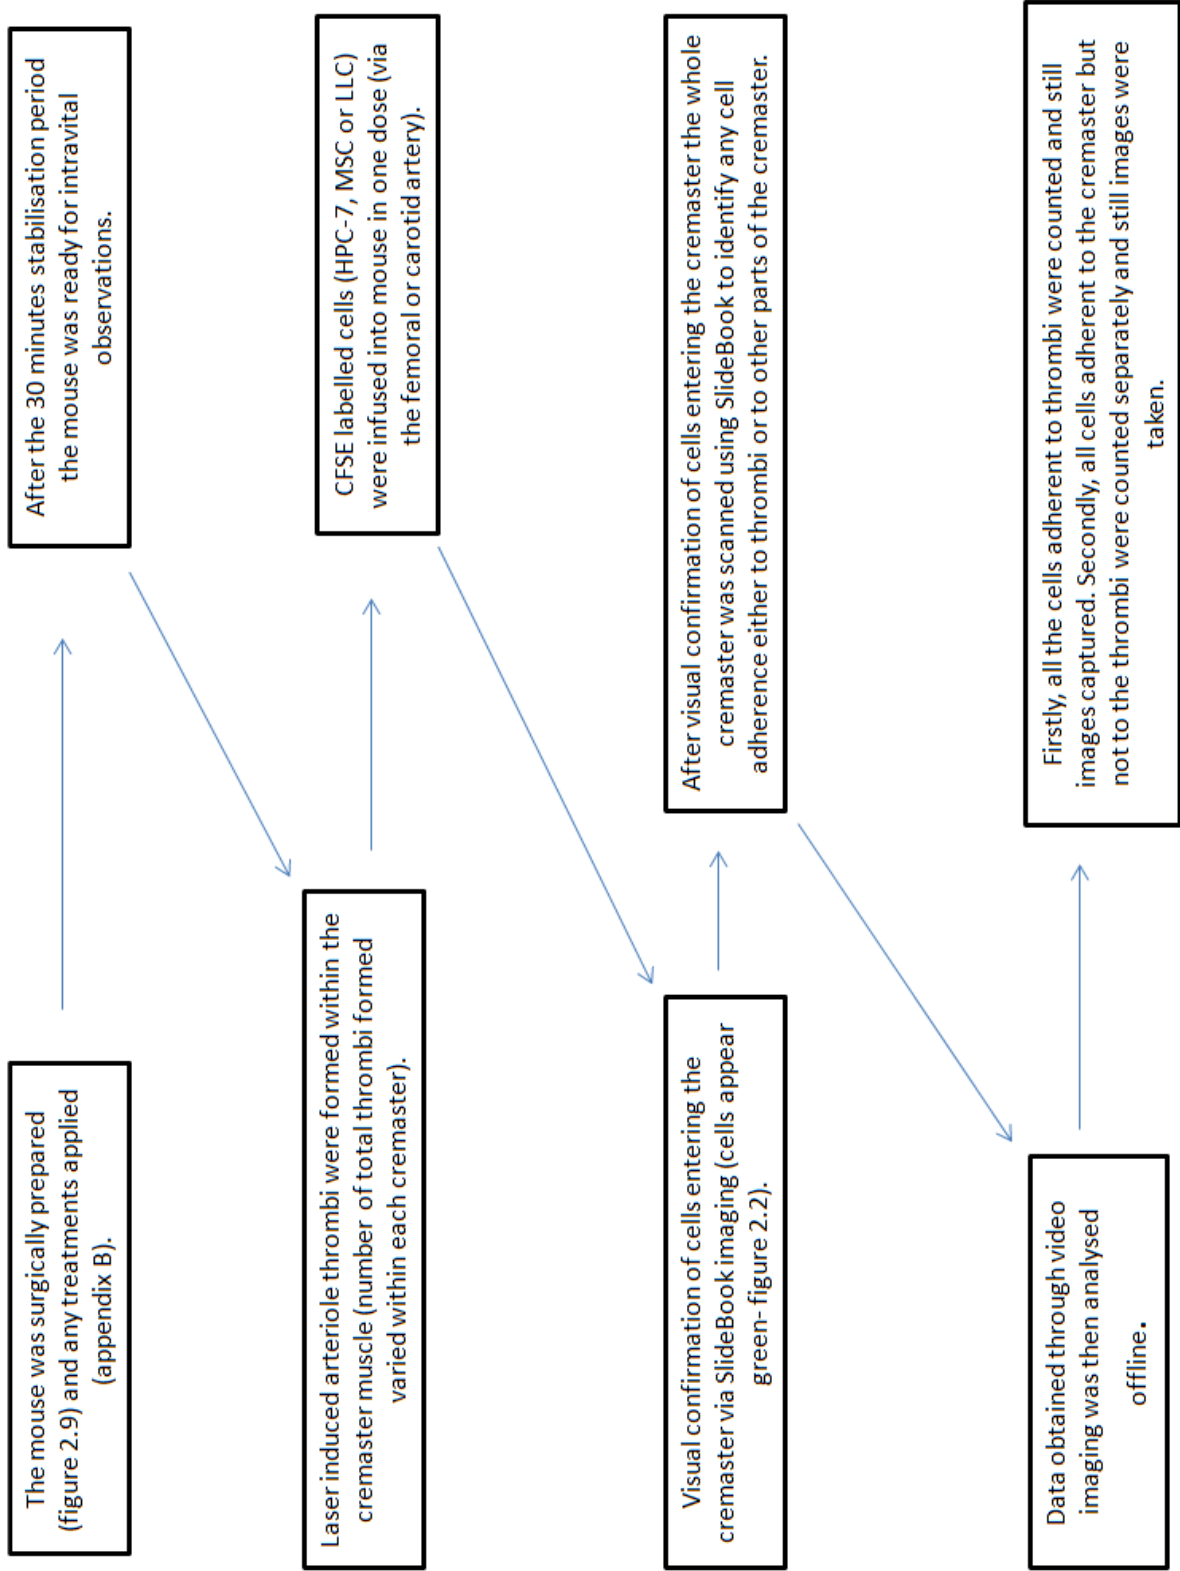 The mouse was surgically prepared
(figure 2.9) and any treatments applied
(appendix B).
After the 30 minutes stabilisation period
the mouse was ready for intravital
observations.
Laser induced arteriole thrombi were formed within the
cremaster muscle (number of total thrombi formed
varied within each cremaster).
CFSE labelled cells (HPC-7, MSC or LLC)
were infused into mouse in one dose (via
the femoral or carotid artery).
Visual confirmation of cells entering the
cremaster via SlideBook imaging (cells appear
green- figure 2.2).
After visual confirmation of cells entering the cremaster the whole
cremaster was scanned using SlideBook to identify any cell
adherence either to thrombi or to other parts of the cremaster.
Data obtained through video
imaging was then analysed
offline.
Firstly, all the cells adherent to thrombi were counted and still
images captured. Secondly, all cells adherent to the cremaster but
not to the thrombi were counted separately and still images were
taken.